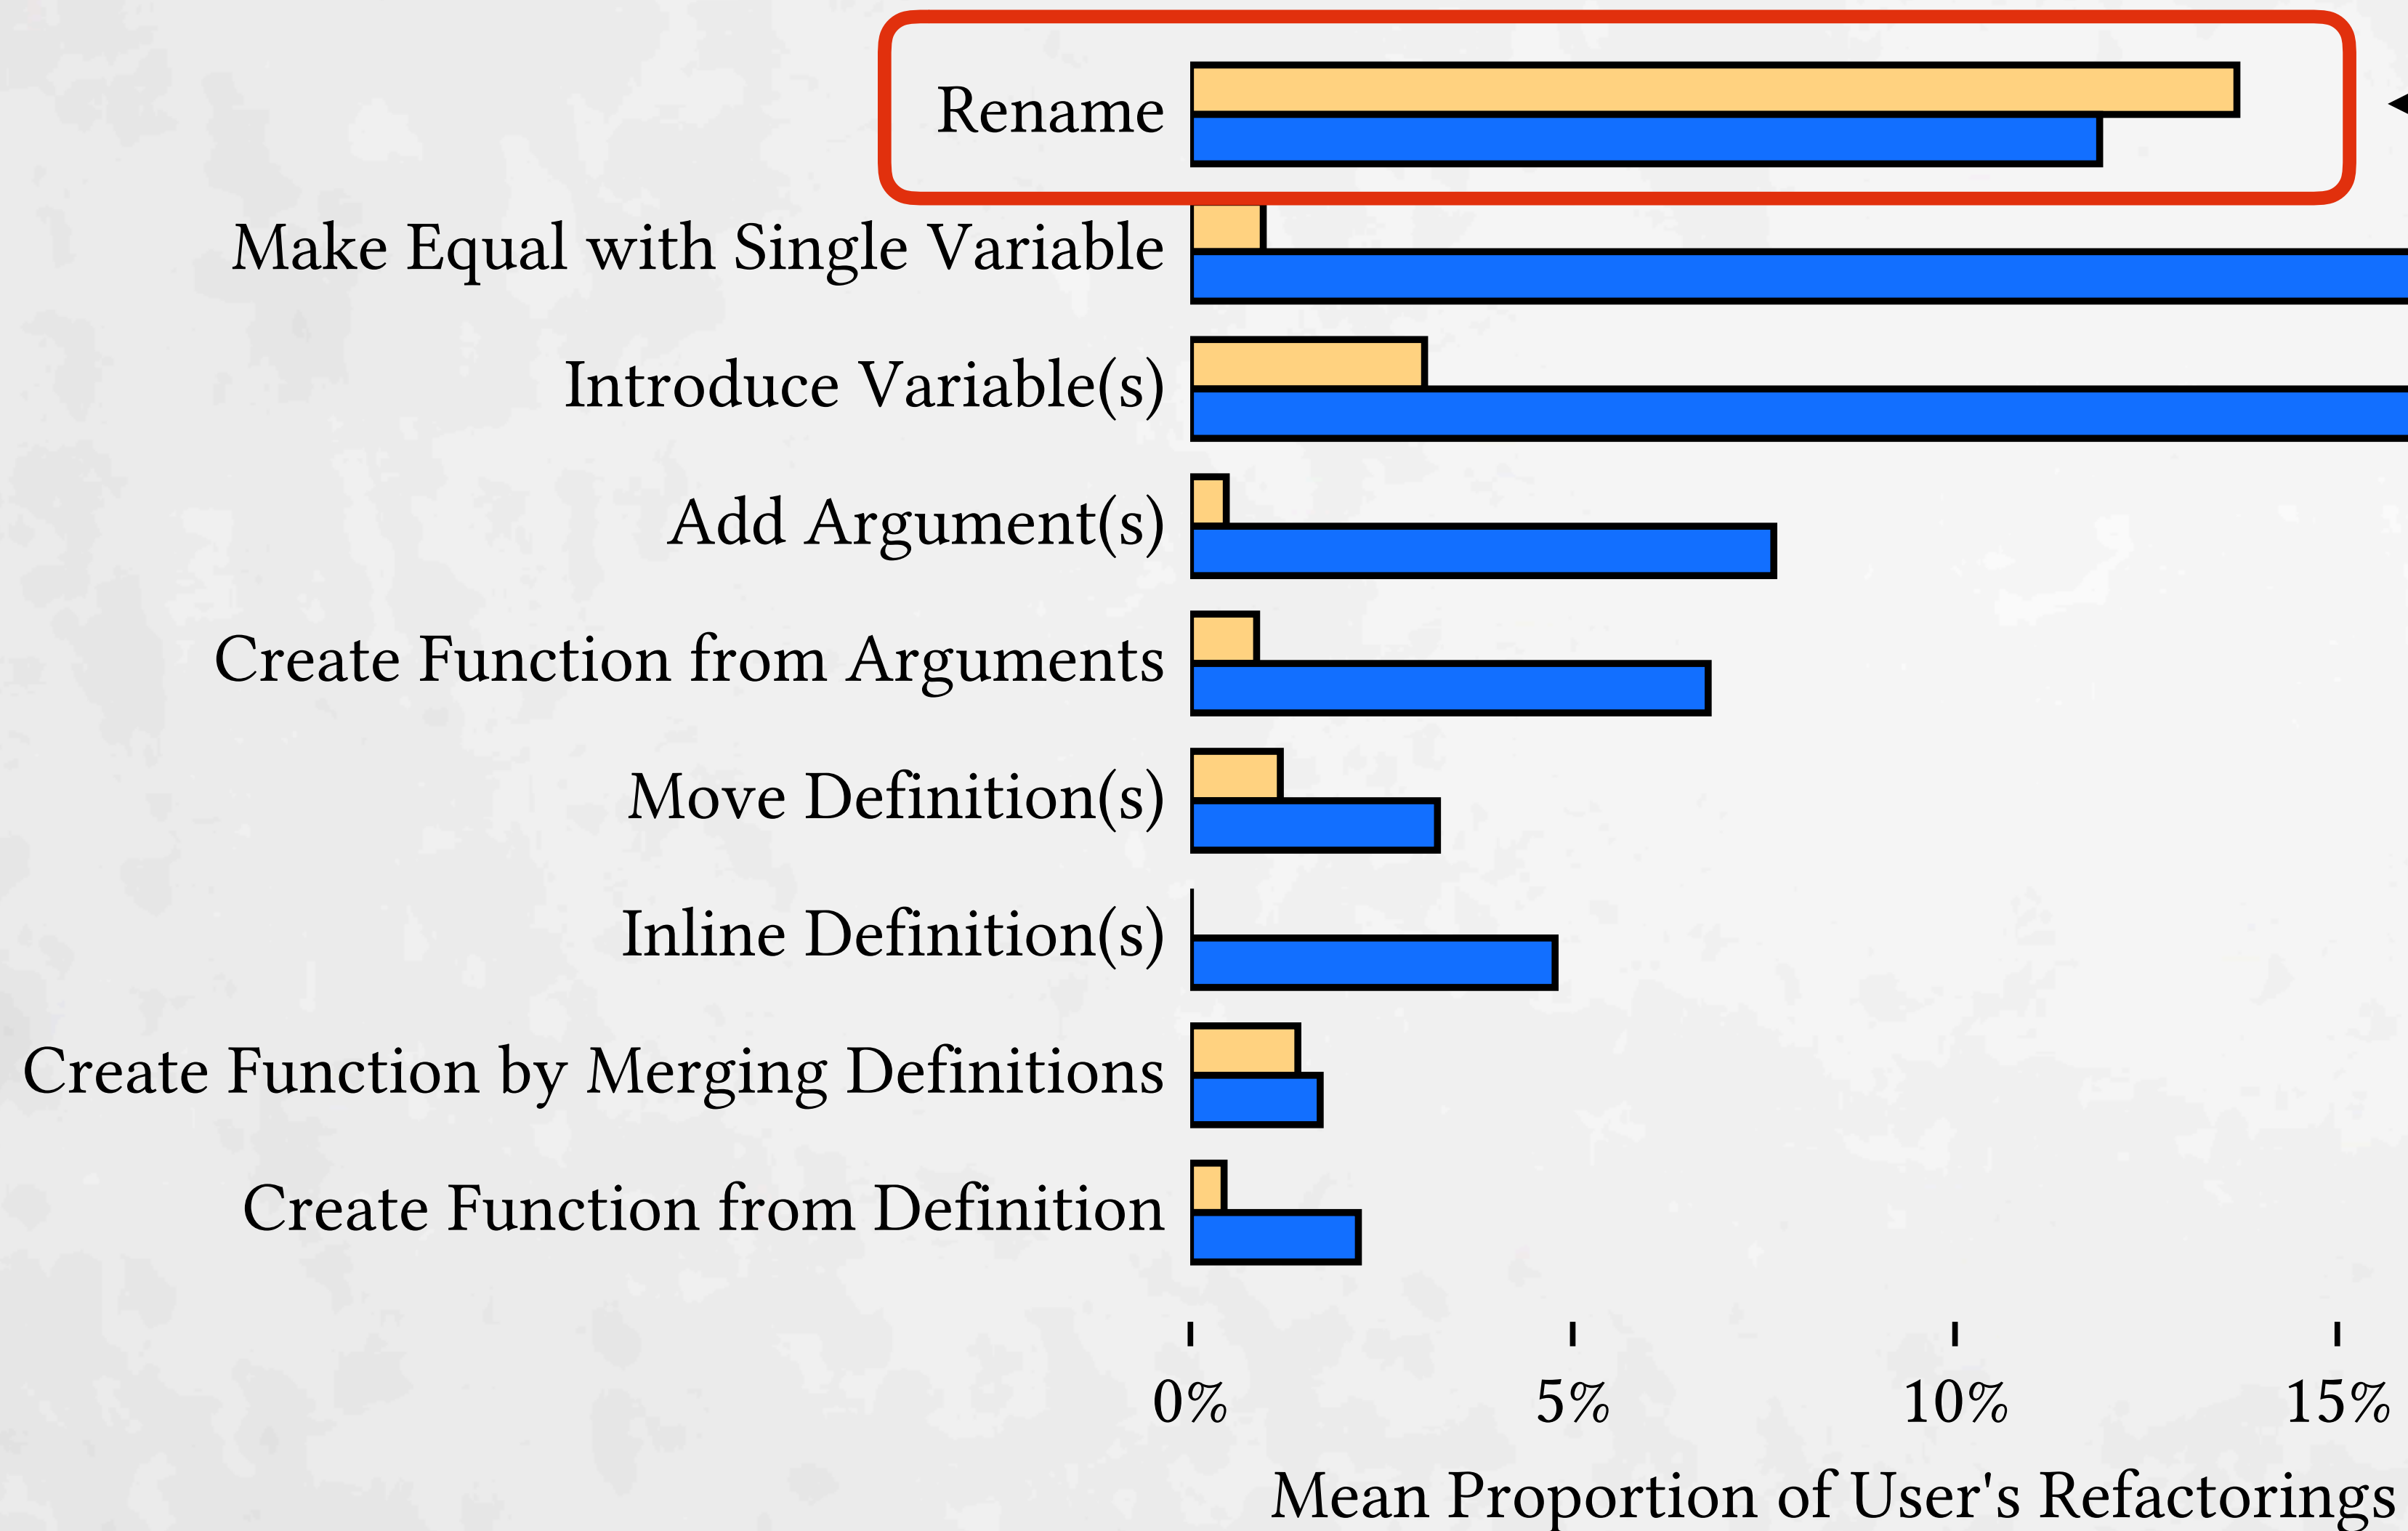 Rename
Make Equal with Single Variable
Introduce Variable(s)
Add Argument(s)
Create Function from Arguments
Move Definition(s)
Inline Definition(s)
Create Function by Merging Definitions
Create Function from Definition
0% 5% 10% 15%
Mean Proportion of User's Refactorings